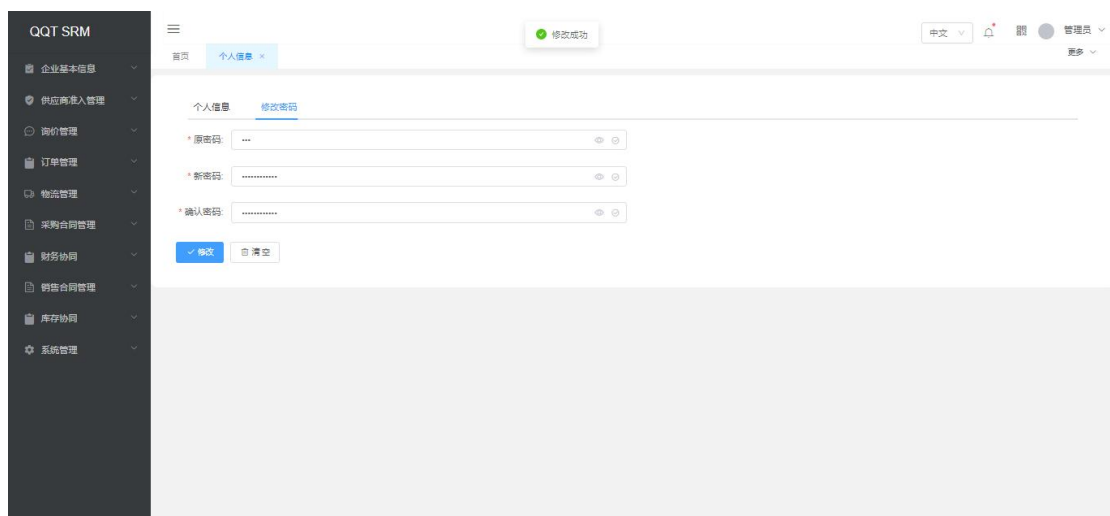 QQT SRM
修改成功
中文
管理员
首页
个人信息 ×
更多
企业基本信息
供应商准入管理
询价管理
订单管理
物流管理
采购合同管理
财务协同
销售合同管理
库存协同
系统管理
个人信息
修改密码
* 原密码:
* 新密码:
* 确认密码:
修改
清空